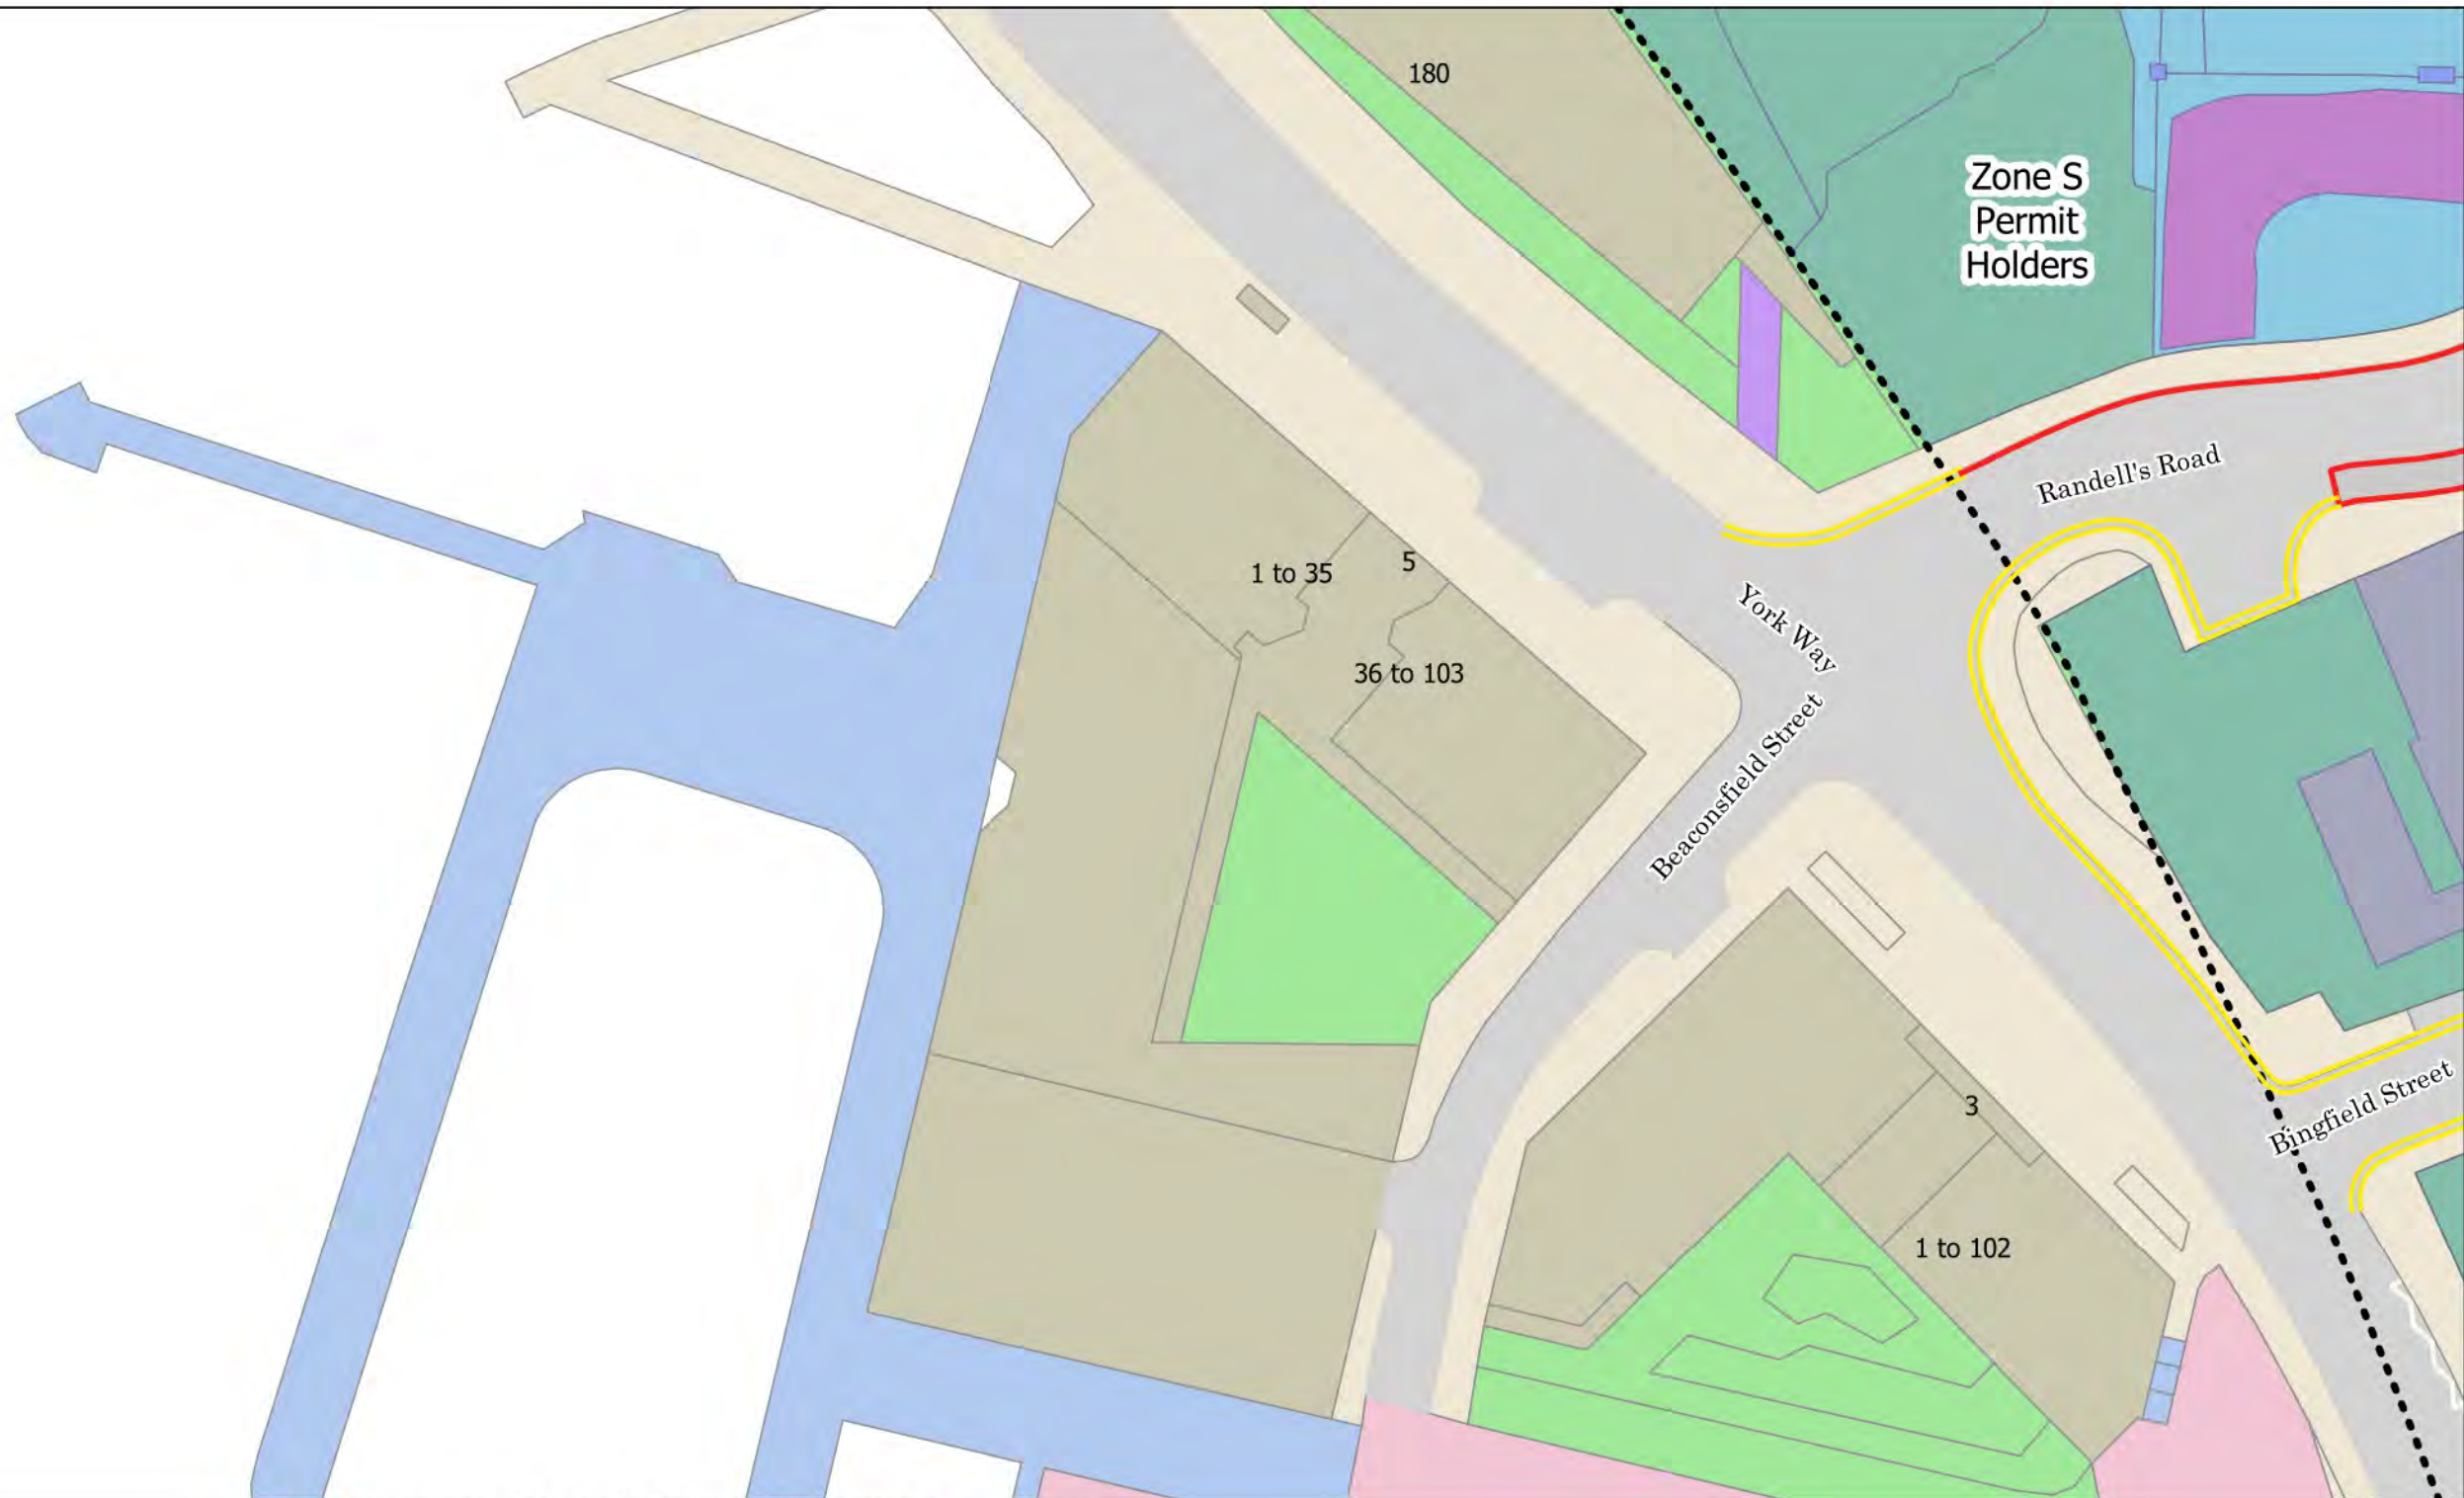 180
Zone S
Permit
Holders
Randell's Road
5
1 to 35
York Way
36 to 103
Beaconsfield Street
3
Bingfield Street
1 to 102